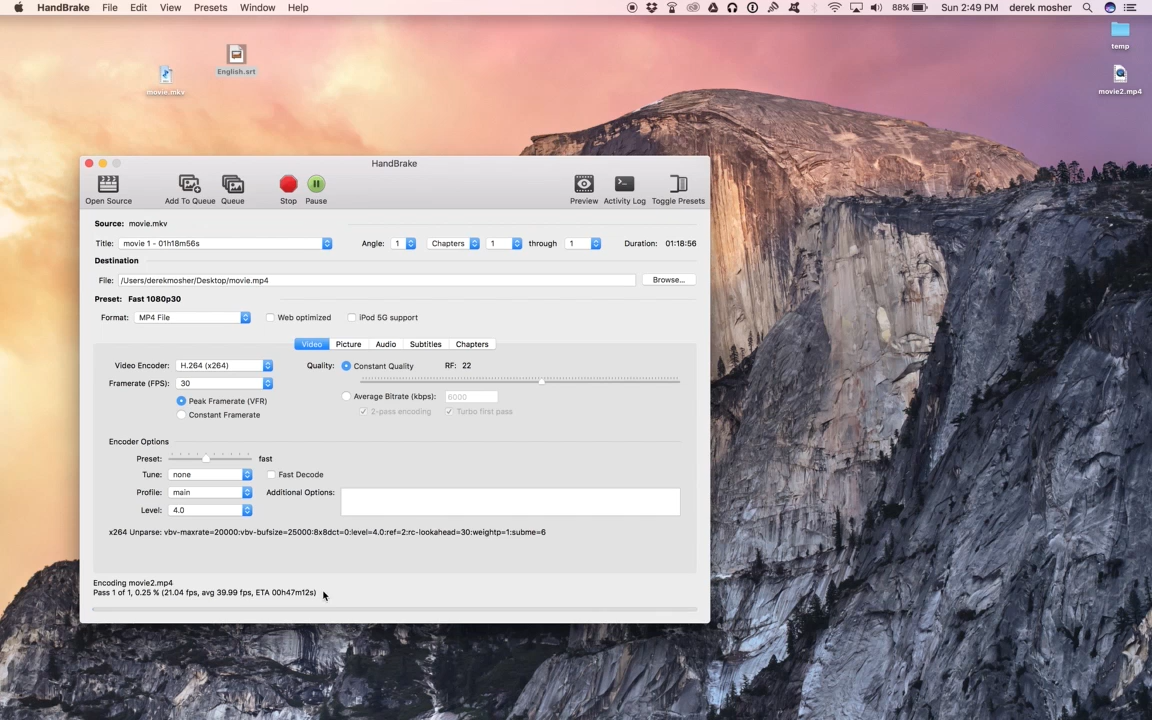 HandBrake File Edit View Presets Window Help 88% Sun 2:49 PM derek mosher
temp
English.srt
movie.mkv
movie2.mp4
HandBrake
Open Source Add To Queue Queue Stop Pause Preview Activity Log Toggle Presets
Source: movie.mkv
Title: movie 1 - 01h18m56s Angle: 1 Chapters 1 through 1 Duration: 01:18:56
Destination
File: /Users/derekmosher/Desktop/movie.mp4 Browse...
Preset: Fast 1080p30
Format: MP4 File Web optimized iPod 5G support
Video Picture Audio Subtitles Chapters
Video Encoder: H.264 (x264) Quality: Constant Quality RF: 22
Framerate (FPS): 30
Peak Framerate (VFR) Average Bitrate (kbps): 6000
Constant Framerate 2-pass encoding Turbo first pass
Encoder Options
Preset: fast
Tune: none Fast Decode
Profile: main Additional Options:
Level: 4.0
x264 Unparse: vbv-maxrate=20000:vbv-bufsize=25000:8x8dct=0:level=4.0:ref=2:rc-lookahead=30:weightp=1:subme=6
Encoding movie2.mp4
Pass 1 of 1, 0.25 % (21.04 fps, avg 39.99 fps, ETA 00h47m12s)